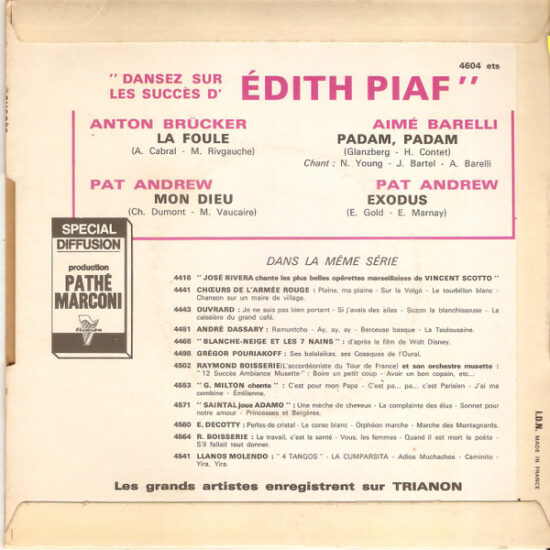 4604 ets
" DANSEZ SUR
LES SUCCÈS D'
ÉDITH PIAF "
ANTON BRÜCKER
LA FOULE
(A. Cabral - M. Rivgauche)
AIMÉ BARELLI
PADAM, PADAM
(Glanzberg - H. Contet)
Chant : N. Young - J. Bartel - A. Barelli
PAT ANDREW
MON DIEU
(Ch. Dumont - M. Vaucaire)
PAT ANDREW
EXODUS
(E. Gold - E. Marnay)
SPECIAL
DIFFUSION
production
PATHÉ
MARCONI
trianon
DANS LA MÊME SÉRIE
4416 " JOSÉ RIVERA chante les plus belles opérettes marseillaises de VINCENT SCOTTO "
4441 CHŒURS DE L'ARMÉE ROUGE : Plaine, ma plaine - Sur la Volga - Le tourbillon blanc -
Chanson sur un maire de village.
4443 OUVRARD : Je ne suis pas bien portant - Si j'avais des ailes - Suzon la blanchisseuse - La
caissière du grand café.
4451 ANDRÉ DASSARY : Ramuntcho - Ay, ay, ay - Berceuse basque - La Toulousaine.
4468 " BLANCHE-NEIGE ET LES 7 NAINS " : d'après le film de Walt Disney.
4498 GRÉGOR POURIAKOFF : Ses balalaïkas, ses Cosaques de l'Oural.
4502 RAYMOND BOISSERIE (L'accordéoniste du Tour de France) et son orchestre musette :
" 12 Succès Ambiance Musette " : Boire un petit coup - Avoir un bon copain, etc...
4553 " G. MILTON chante " : C'est pour mon Papa - C'est pa... pa... c'est Parisien - J'ai ma
combine - Émilienne.
4571 " SAINTAL joue ADAMO " : Une mèche de cheveux - La complainte des élus - Sonnet pour
notre amour - Princesses et Bergères.
4560 E. DECOTTY : Perles de cristal - Le corso blanc - Orphéon marche - Marche des Montagnards.
4564 R. BOISSERIE : Le travail, c'est la santé - Vous, les femmes - Quand il est mort le poète -
S'il fallait tout donner.
4541 LLANOS MOLENDO : " 4 TANGOS " - LA CUMPARSITA - Adios Muchachos - Caminito -
Yira, Yira.
Les grands artistes enregistrent sur TRIANON
I.D.N. MADE IN FRANCE